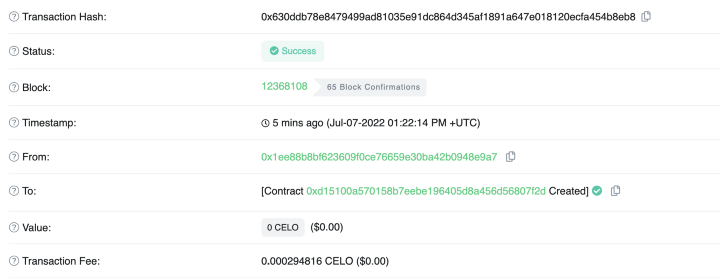 Transaction Hash: 0x630ddb78e8479499ad81035e91dc864d345af1891a647e018120ecfa454b8eb8
Status: Success
Block: 12368108 65 Block Confirmations
Timestamp: 5 mins ago (Jul-07-2022 01:22:14 PM +UTC)
From: 0x1ee88b8bf623609f0ce76659e30ba42b0948e9a7
To: [Contract 0xd15100a570158b7eebe196405d8a456d56807f2d Created]
Value: 0 CELO ($0.00)
Transaction Fee: 0.000294816 CELO ($0.00)